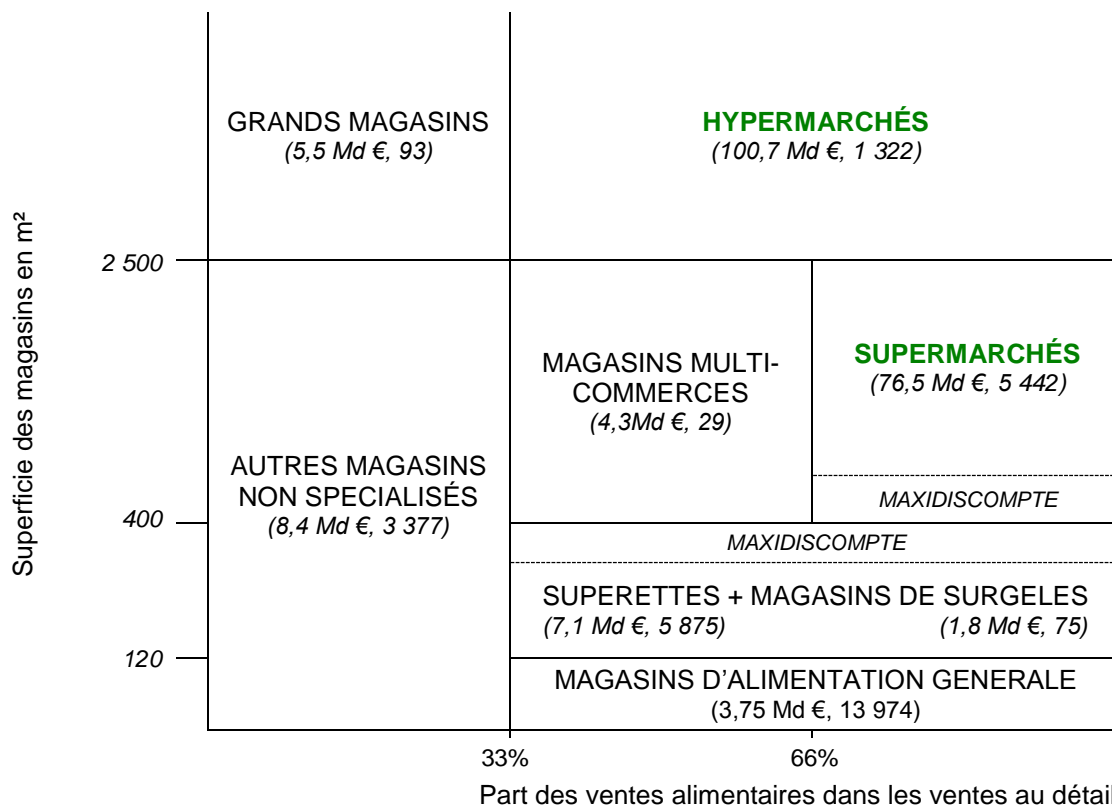 GRANDS MAGASINS
(5,5 Md €, 93)
HYPERMARCHÉS
(100,7 Md €, 1 322)
Superficie des magasins en m²
2 500
MAGASINS MULTI-
COMMERCES
(4,3Md €, 29)
SUPERMARCHÉS
(76,5 Md €, 5 442)
AUTRES MAGASINS
NON SPECIALISÉS
(8,4 Md €, 3 377)
MAXIDISCOMPTE
400
MAXIDISCOMPTE
SUPERETTES + MAGASINS DE SURGELES
(7,1 Md €, 5 875) (1,8 Md €, 75)
120
MAGASINS D'ALIMENTATION GENERALE
(3,75 Md €, 13 974)
33% 66%
Part des ventes alimentaires dans les ventes au détail